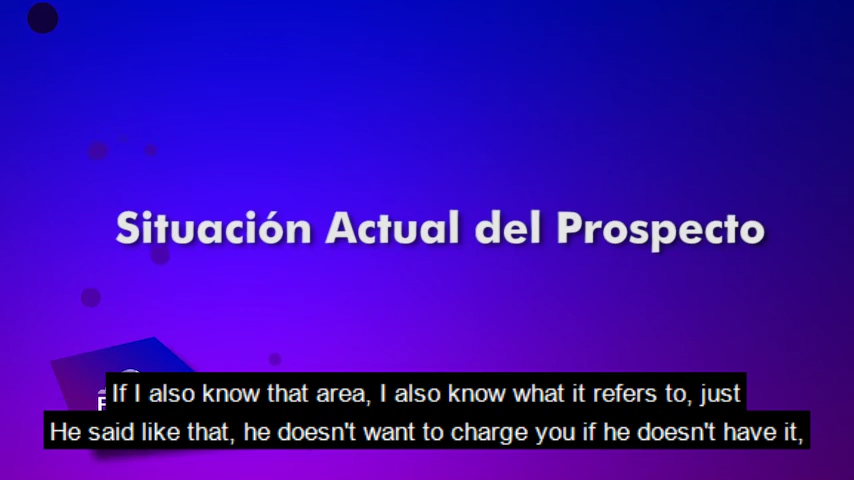 Situación Actual del Prospecto
If I also know that area, I also know what it refers to, just
He said like that, he doesn't want to charge you if he doesn't have it,